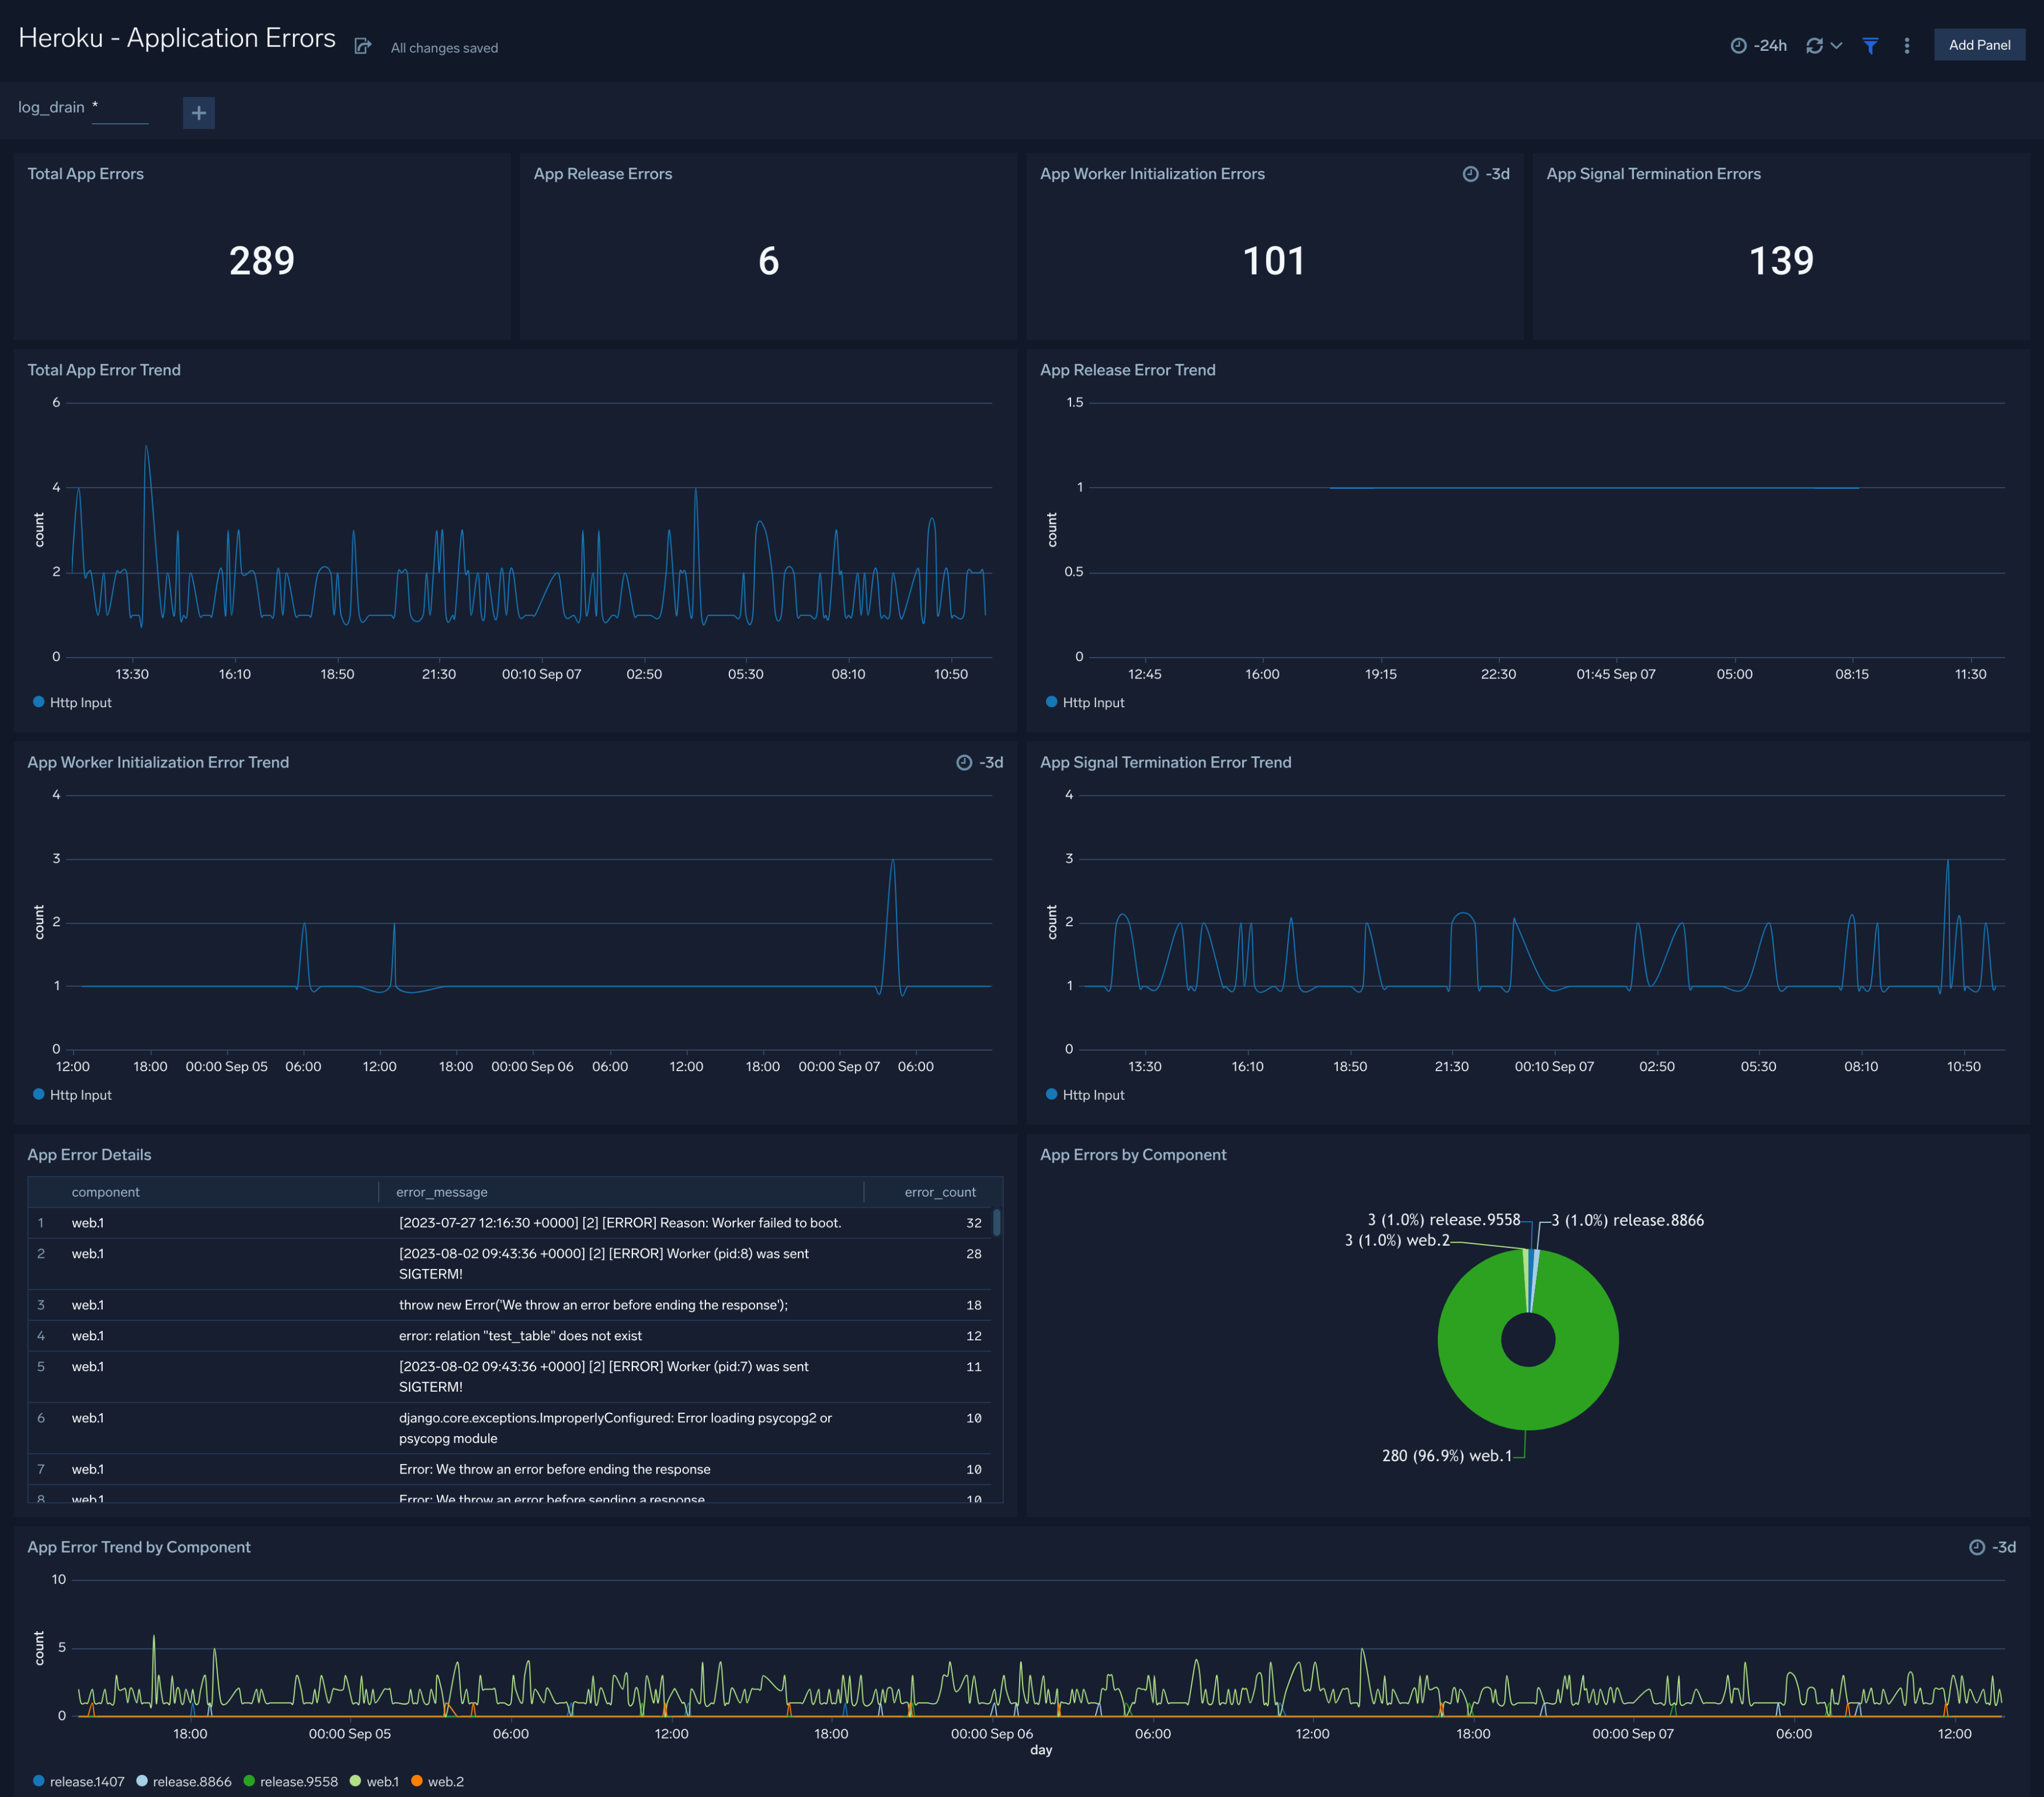 Heroku - Application Errors
All changes saved
-24h
Add Panel
log_drain *
+
Total App Errors
289
App Release Errors
6
App Worker Initialization Errors
-3d
101
App Signal Termination Errors
139
Total App Error Trend
6
4
2
0
count
13:30 16:10 18:50 21:30 00:10 Sep 07 02:50 05:30 08:10 10:50
Http Input
App Release Error Trend
1.5
1
0.5
0
count
12:45 16:00 19:15 22:30 01:45 Sep 07 05:00 08:15 11:30
Http Input
App Worker Initialization Error Trend
-3d
4
3
2
1
0
count
12:00 18:00 00:00 Sep 05 06:00 12:00 18:00 00:00 Sep 06 06:00 12:00 18:00 00:00 Sep 07 06:00
Http Input
App Signal Termination Error Trend
4
3
2
1
0
count
13:30 16:10 18:50 21:30 00:10 Sep 07 02:50 05:30 08:10 10:50
Http Input
App Error Details
component error_message error_count
1 web.1 [2023-07-27 12:16:30 +0000] [2] [ERROR] Reason: Worker failed to boot. 32
2 web.1 [2023-08-02 09:43:36 +0000] [2] [ERROR] Worker (pid:8) was sent 28
SIGTERM!
3 web.1 throw new Error('We throw an error before ending the response'); 18
4 web.1 error: relation "test_table" does not exist 12
5 web.1 [2023-08-02 09:43:36 +0000] [2] [ERROR] Worker (pid:7) was sent 11
SIGTERM!
6 web.1 django.core.exceptions.ImproperlyConfigured: Error loading psycopg2 or 10
psycopg module
7 web.1 Error: We throw an error before ending the response 10
8 web.1 Error: We throw an error before sending a response 10
App Errors by Component
3 (1.0%) release.9558
3 (1.0%) release.8866
3 (1.0%) web.2
280 (96.9%) web.1
App Error Trend by Component
-3d
10
5
0
count
18:00 00:00 Sep 05 06:00 12:00 18:00 00:00 Sep 06 06:00 12:00 18:00 00:00 Sep 07 06:00 12:00
day
release.1407 release.8866 release.9558 web.1 web.2